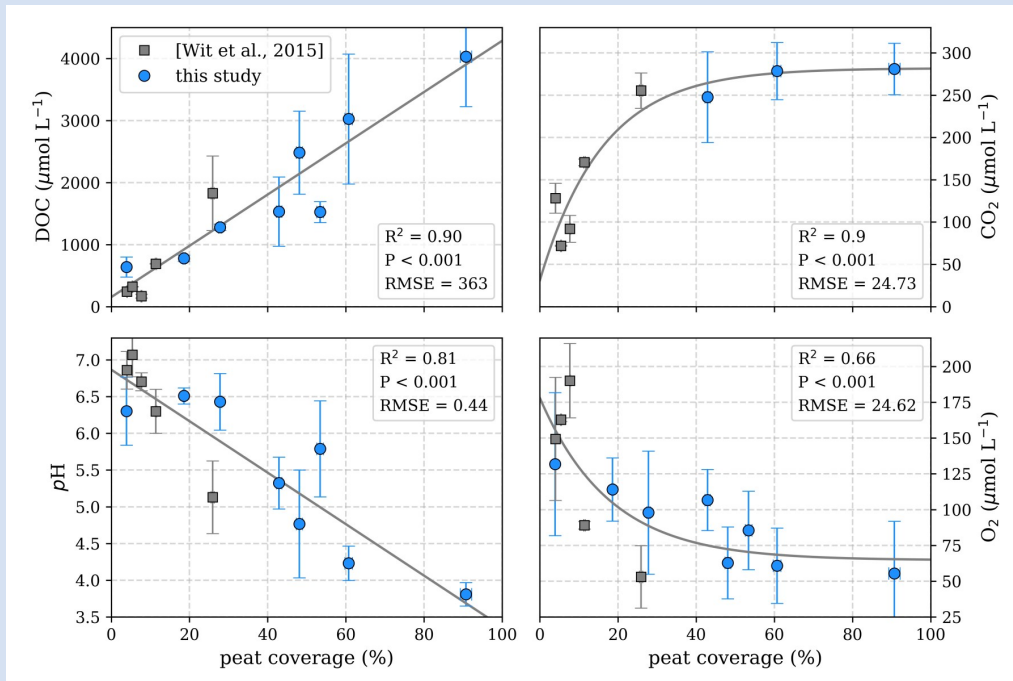 [Wit et al., 2015]
this study
DOC (μmol L⁻¹)
4000
3000
2000
1000
0
R² = 0.90
P < 0.001
RMSE = 363
300
250
200
150
100
50
0
CO₂ (μmol L⁻¹)
R² = 0.9
P < 0.001
RMSE = 24.73
pH
7.0
6.5
6.0
5.5
5.0
4.5
4.0
3.5
R² = 0.81
P < 0.001
RMSE = 0.44
0 20 40 60 80 100
peat coverage (%)
R² = 0.66
P < 0.001
RMSE = 24.62
200
175
150
125
100
75
50
25
O₂ (μmol L⁻¹)
0 20 40 60 80 100
peat coverage (%)